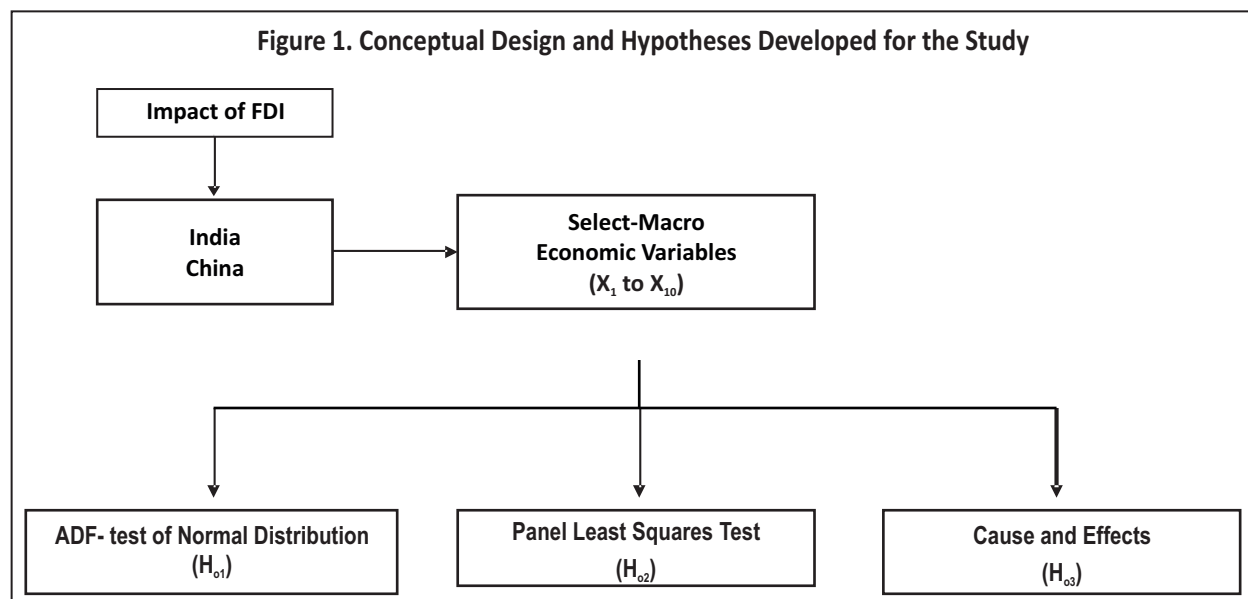 Figure 1. Conceptual Design and Hypotheses Developed for the Study
Impact of FDI
India
China
Select-Macro
Economic Variables
(X₁ to X₁₀)
ADF- test of Normal Distribution
(Hₒ₁)
Panel Least Squares Test
(Hₒ₂)
Cause and Effects
(Hₒ₃)